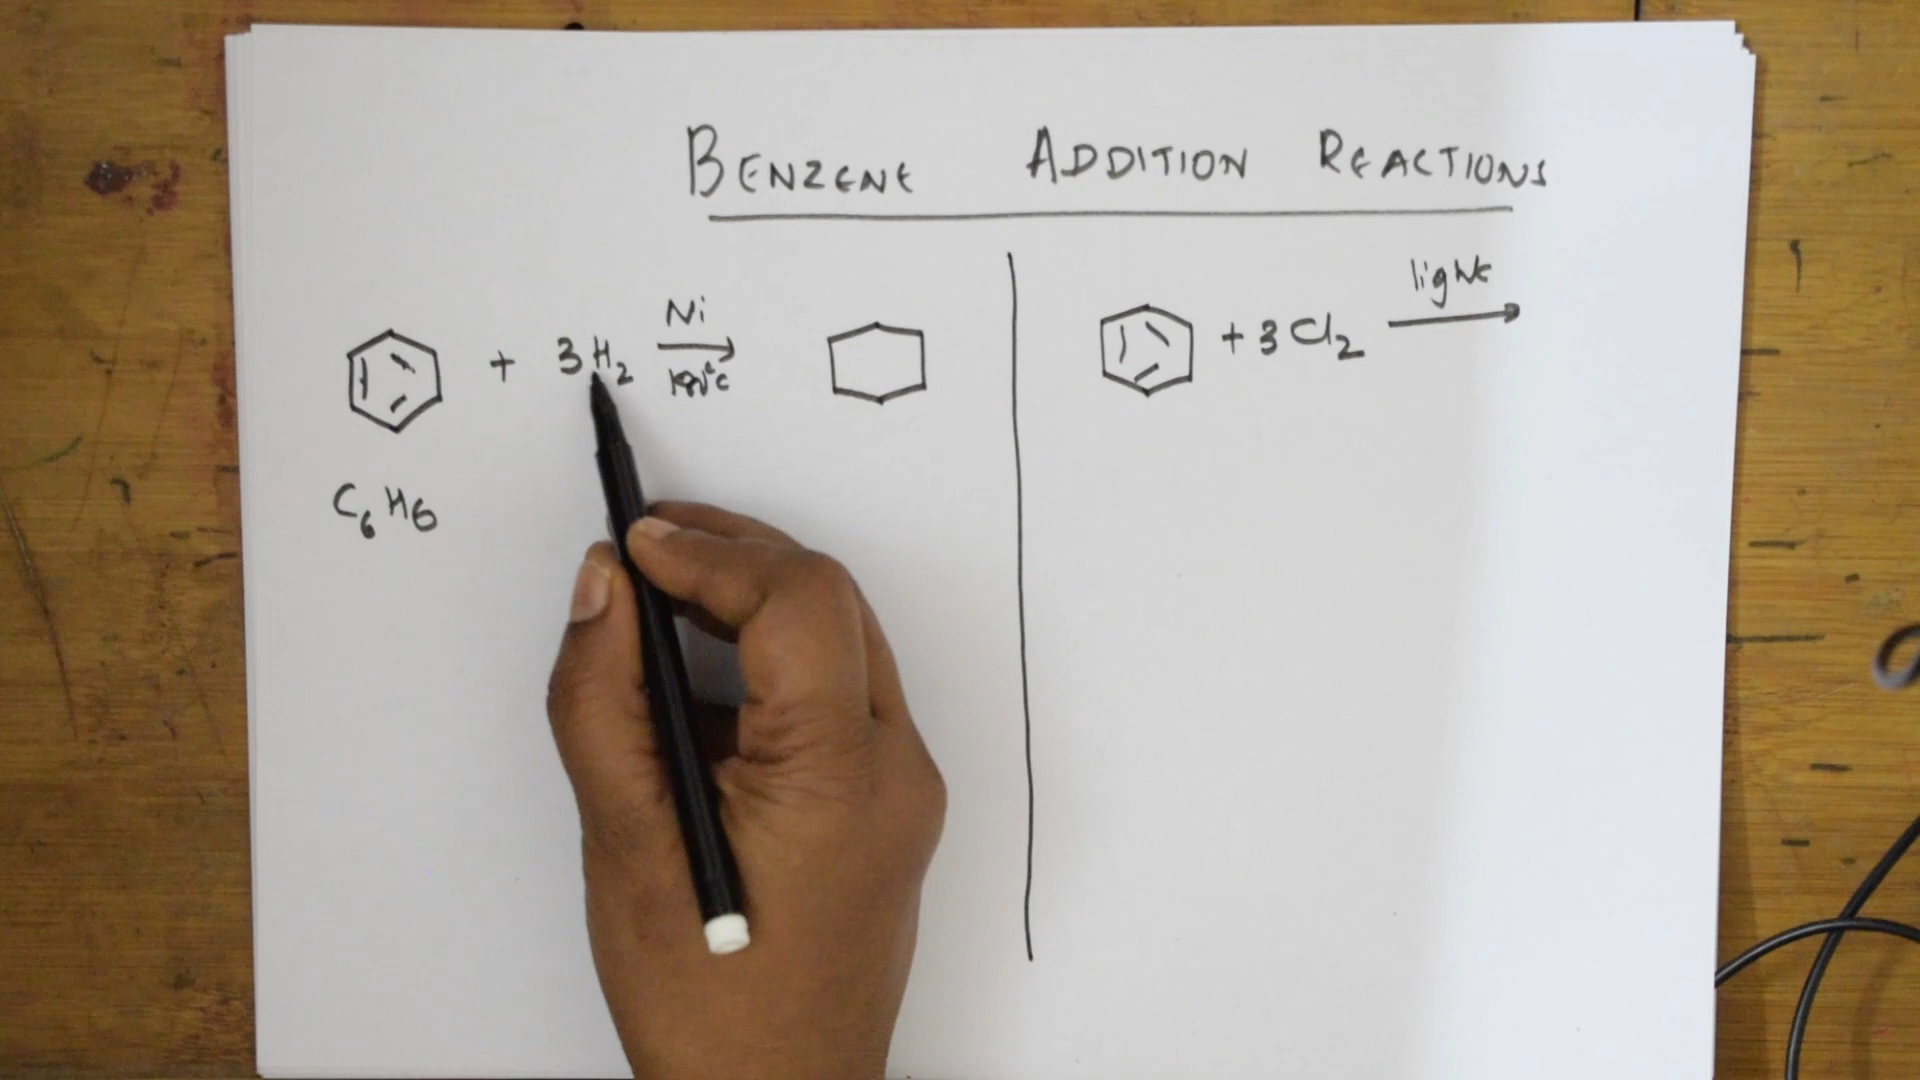 BENZENE ADDITION REACTIONS
+ 3H₂ Ni →
C₆H₆
+ 3Cl₂ light →